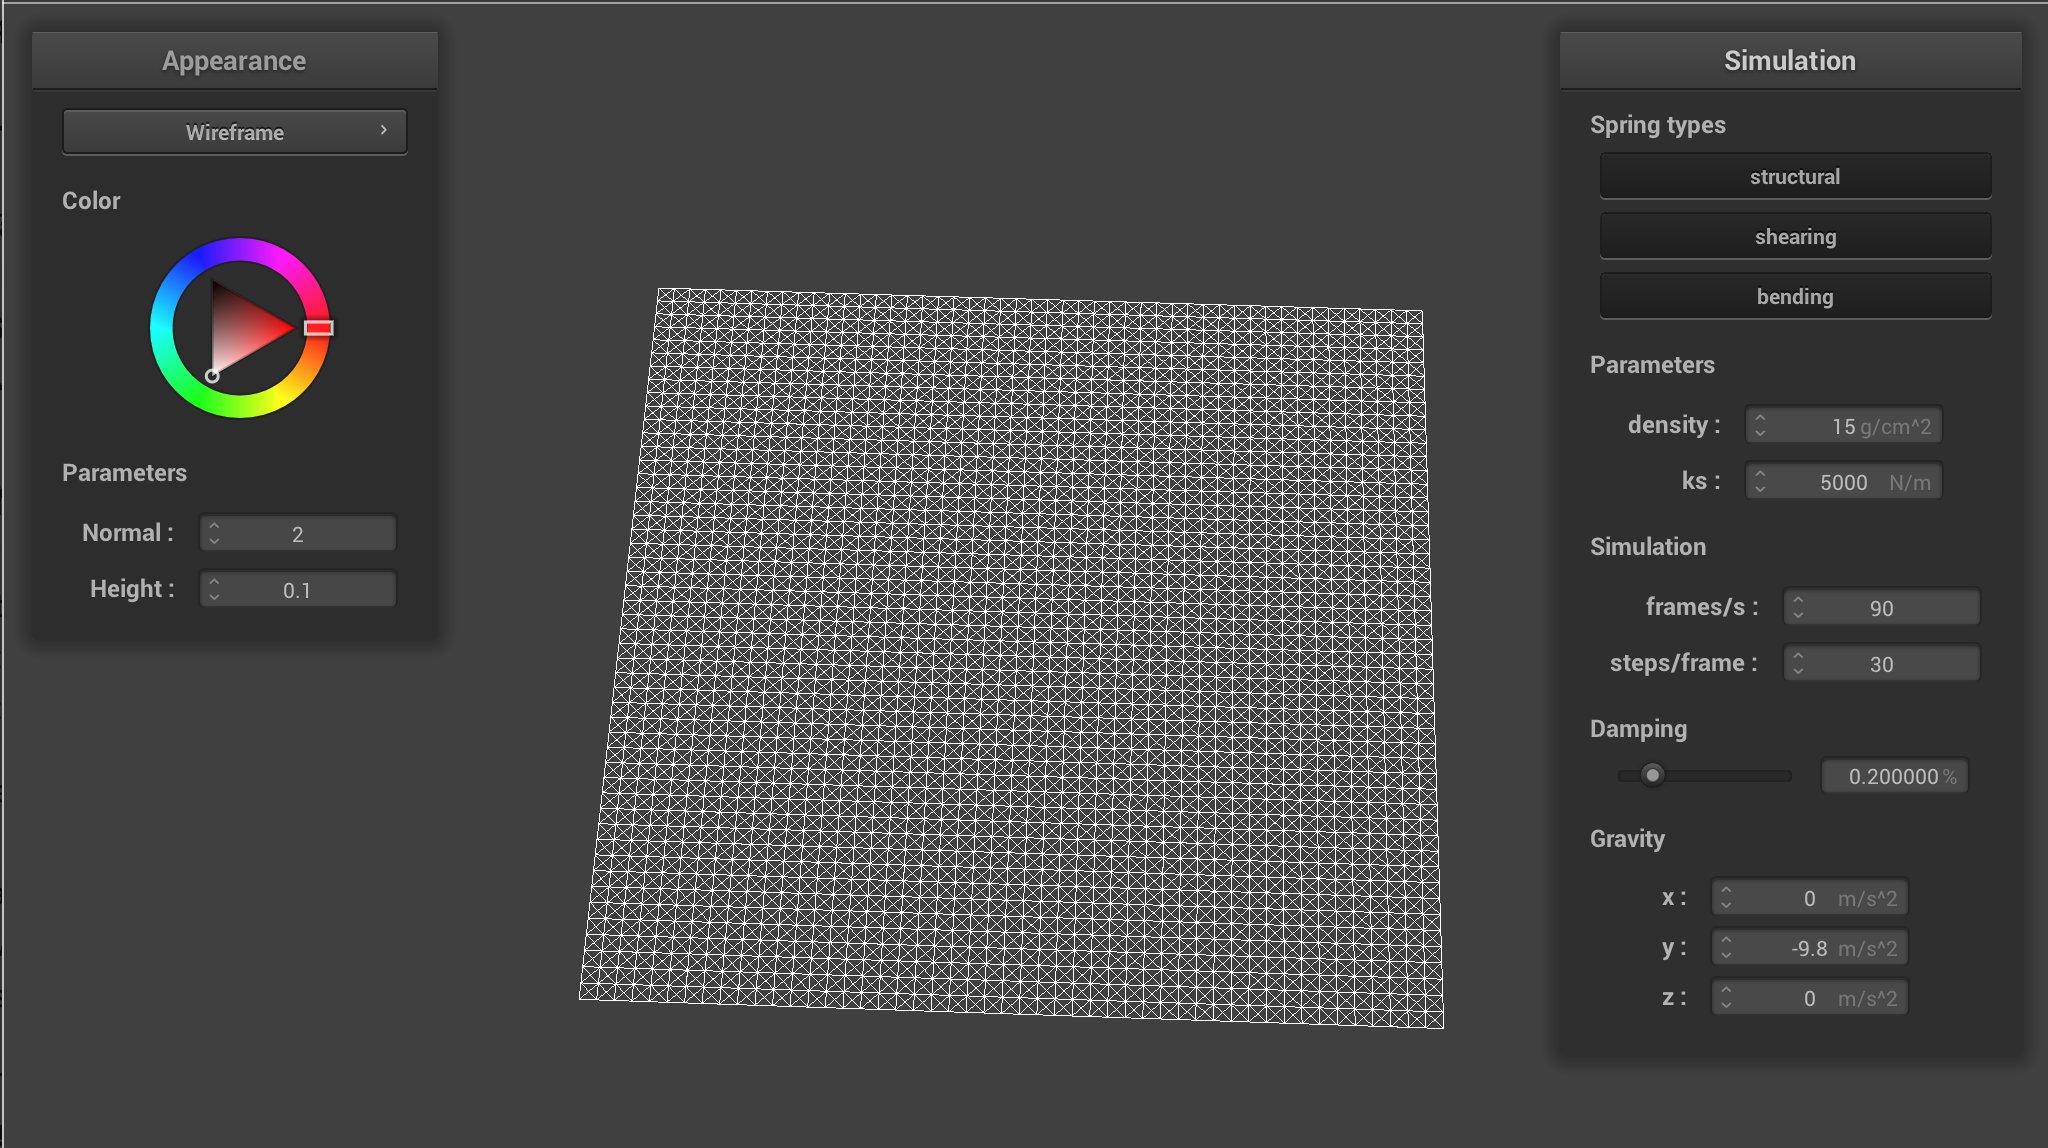 Appearance
Wireframe
Color
Parameters
Normal : 2
Height : 0.1
Simulation
Spring types
structural
shearing
bending
Parameters
density : 15 g/cm^2
ks : 5000 N/m
Simulation
frames/s : 90
steps/frame : 30
Damping
0.200000 %
Gravity
x : 0 m/s^2
y : -9.8 m/s^2
z : 0 m/s^2